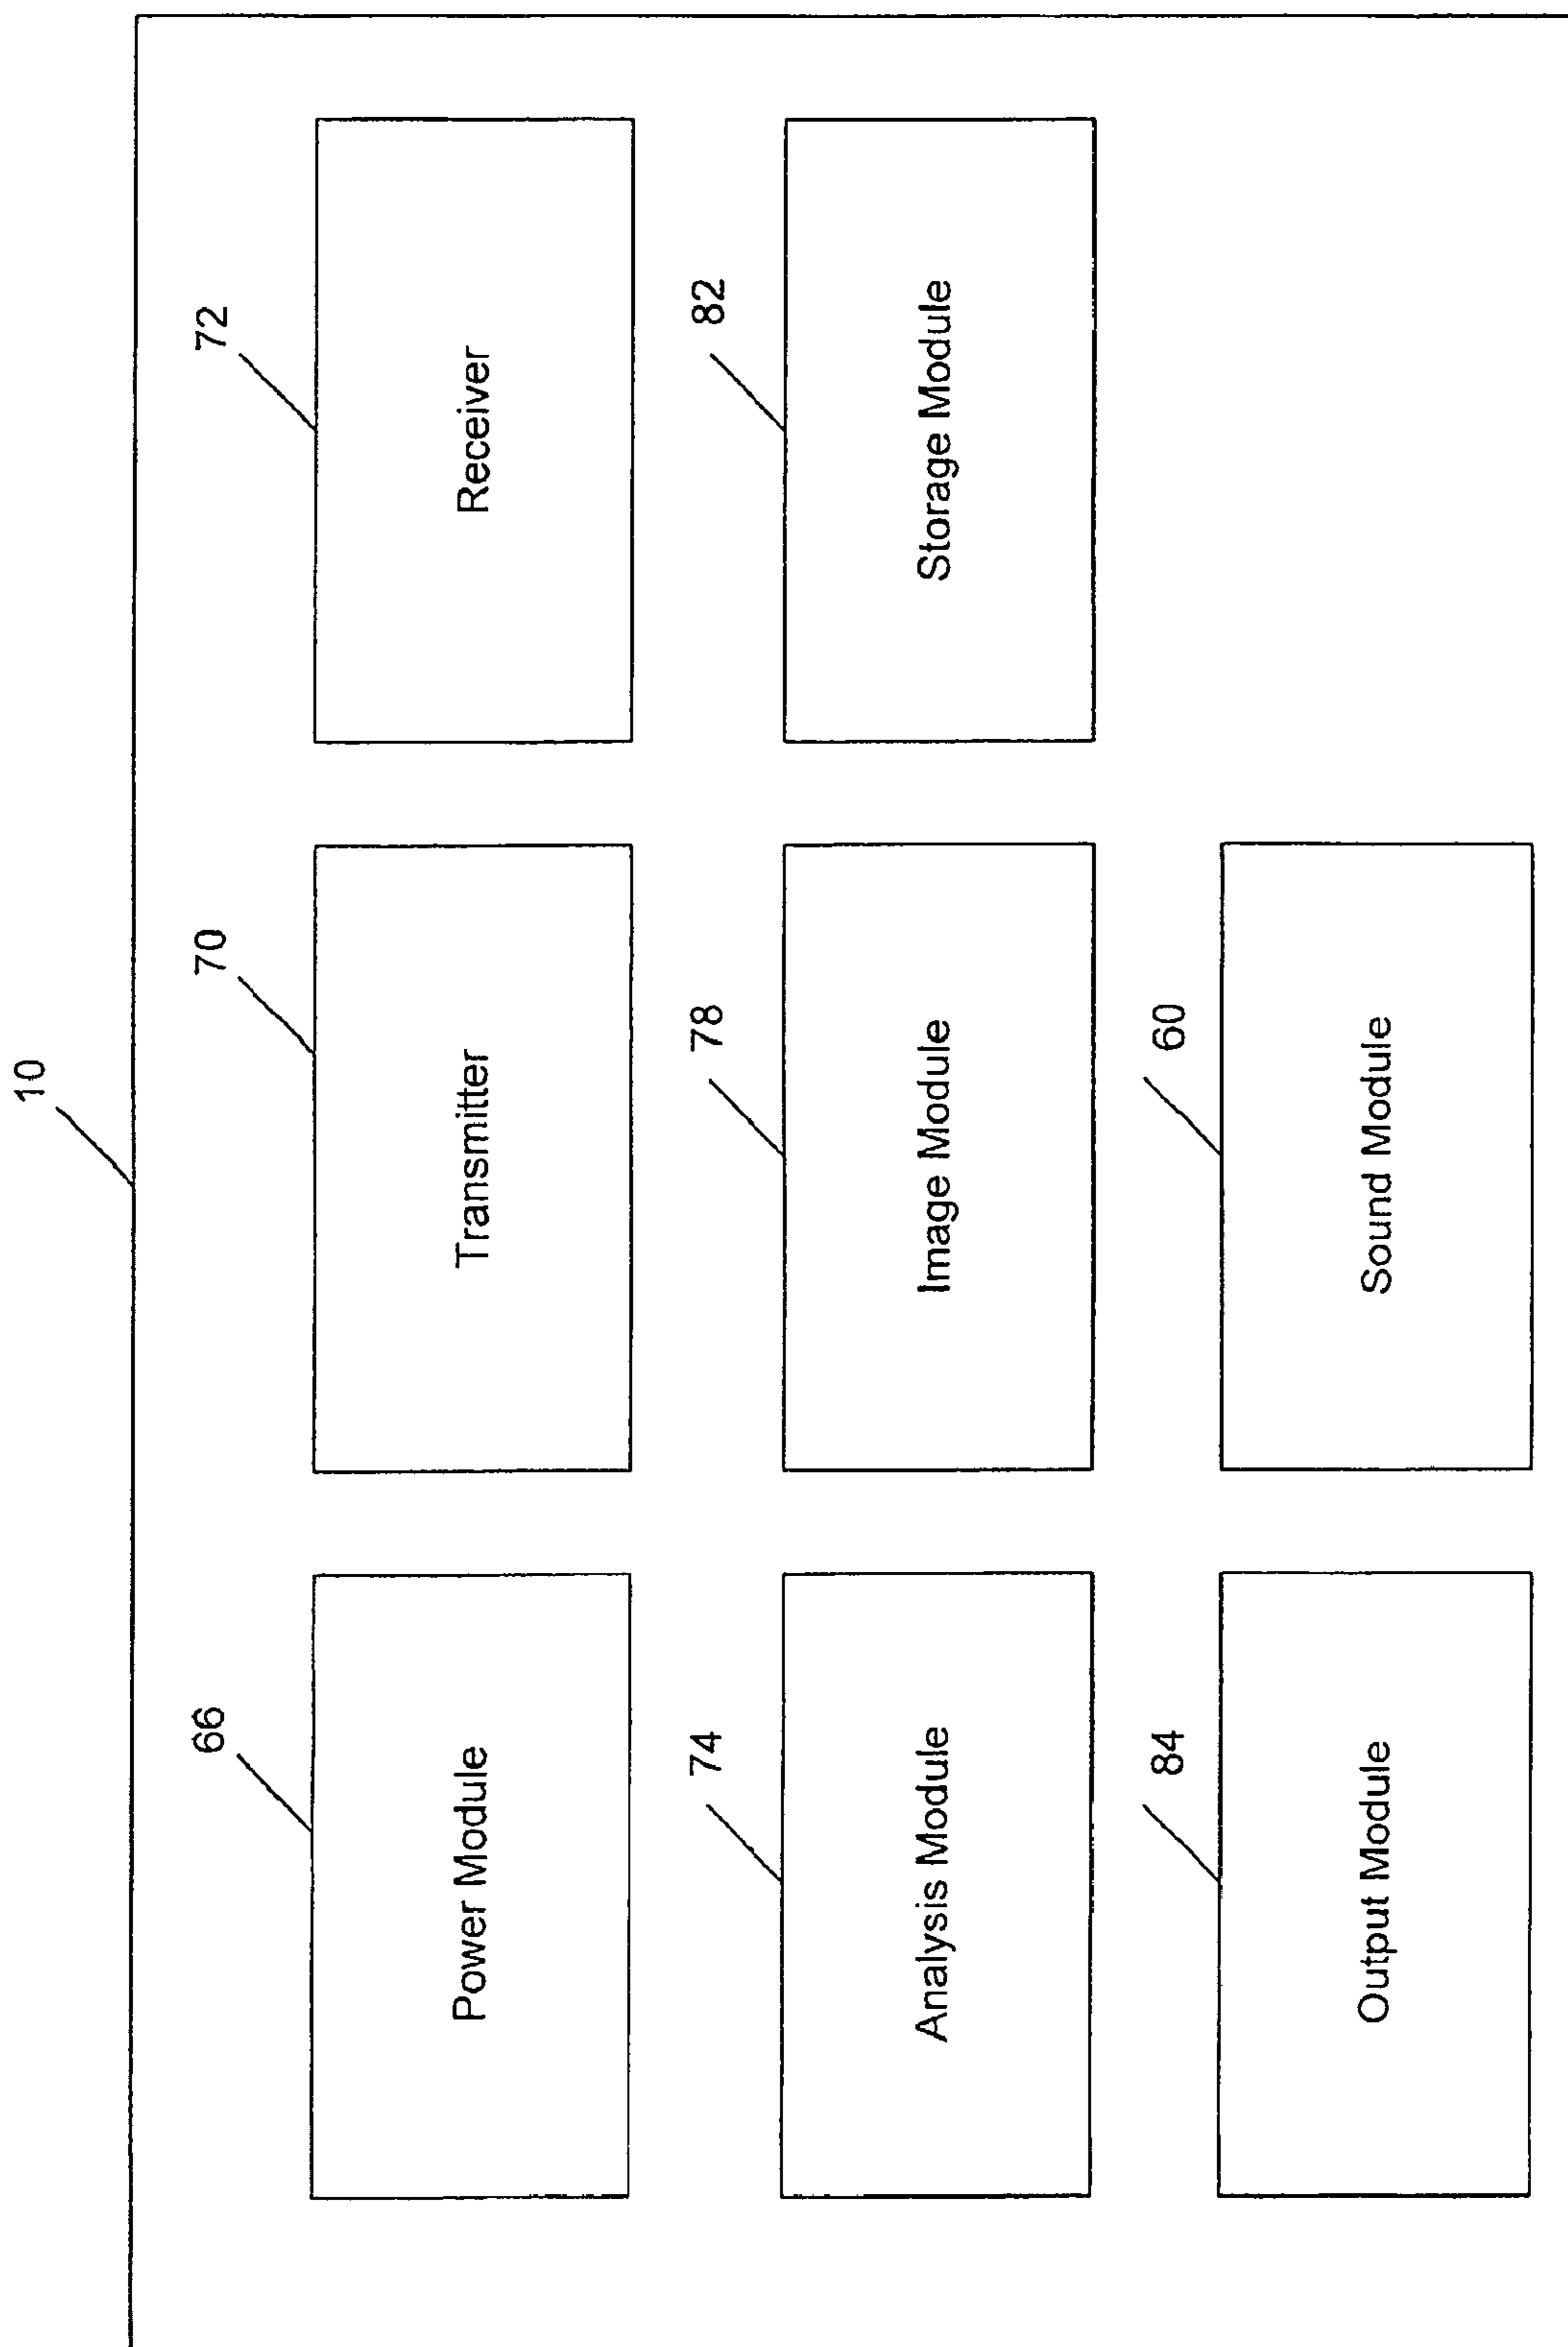 10
66
70
72
Power Module
Transmitter
Receiver
74
78
82
Analysis Module
Image Module
Storage Module
84
60
Output Module
Sound Module